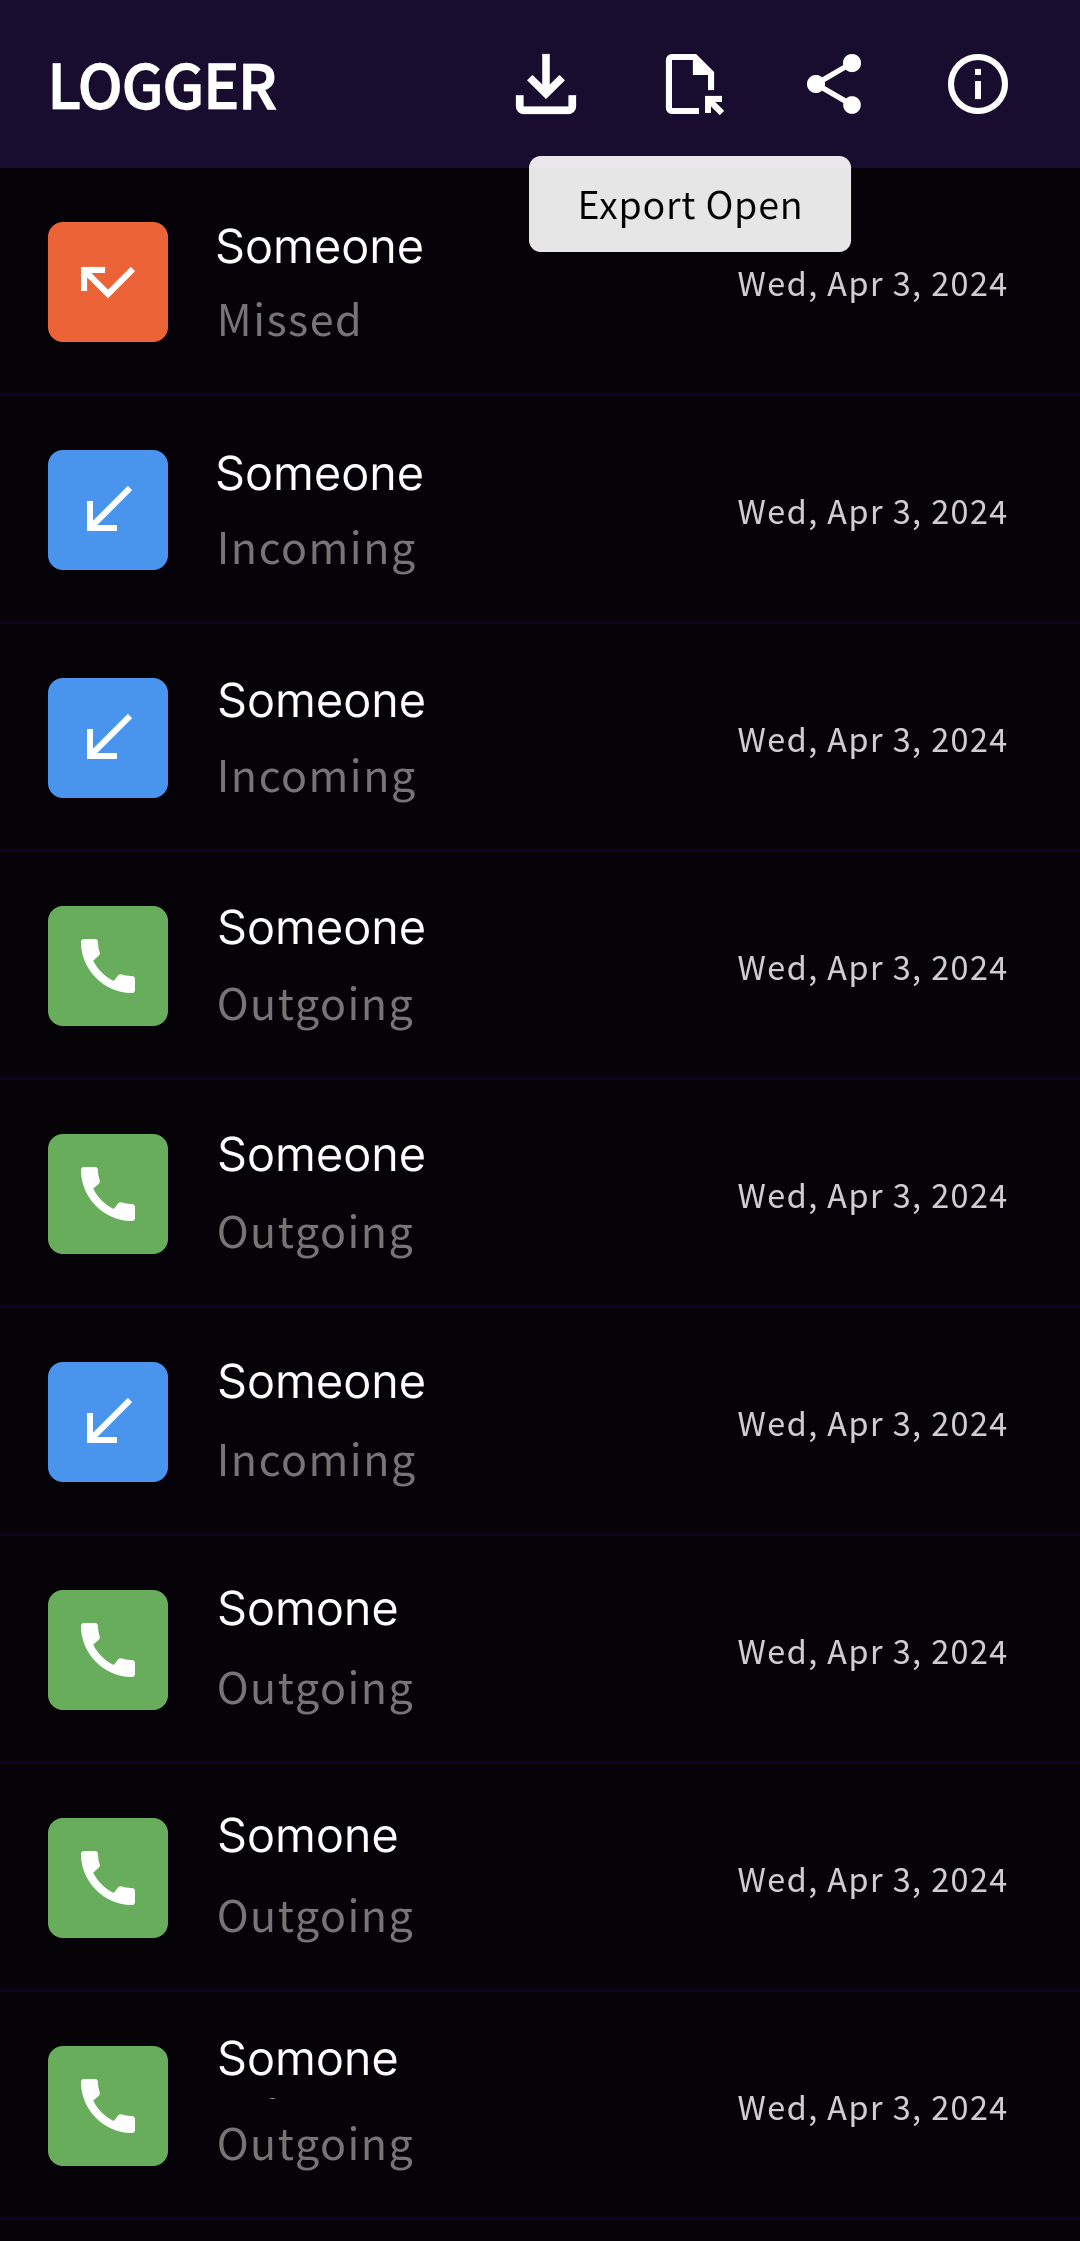 LOGGER
Export Open
Someone
Missed
Wed, Apr 3, 2024
Someone
Incoming
Wed, Apr 3, 2024
Someone
Incoming
Wed, Apr 3, 2024
Someone
Outgoing
Wed, Apr 3, 2024
Someone
Outgoing
Wed, Apr 3, 2024
Someone
Incoming
Wed, Apr 3, 2024
Somone
Outgoing
Wed, Apr 3, 2024
Somone
Outgoing
Wed, Apr 3, 2024
Somone
Outgoing
Wed, Apr 3, 2024